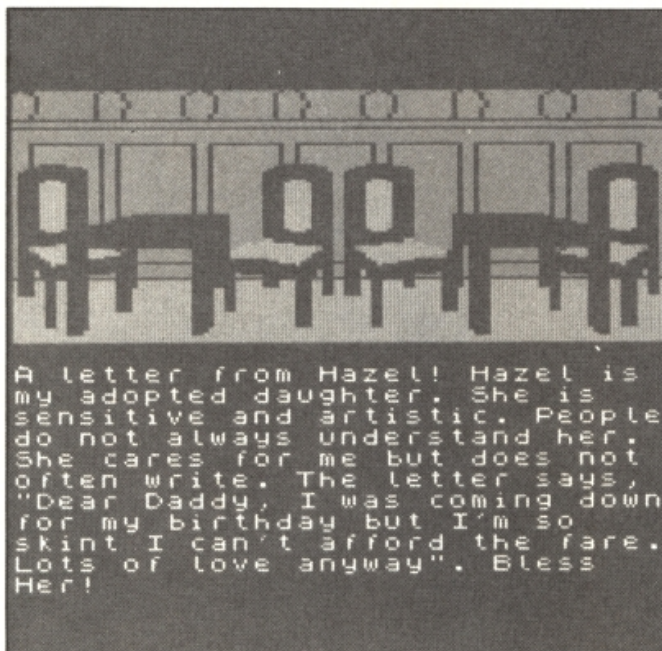 A letter from Hazel! Hazel is
my adopted daughter. She is
sensitive and artistic. People
do not always understand her.
She cares for me but does not
often write. The letter says,
"Dear Daddy, I was coming down
for my birthday but I'm so
skint I can't afford the fare.
Lots of love anyway". Bless
Her!